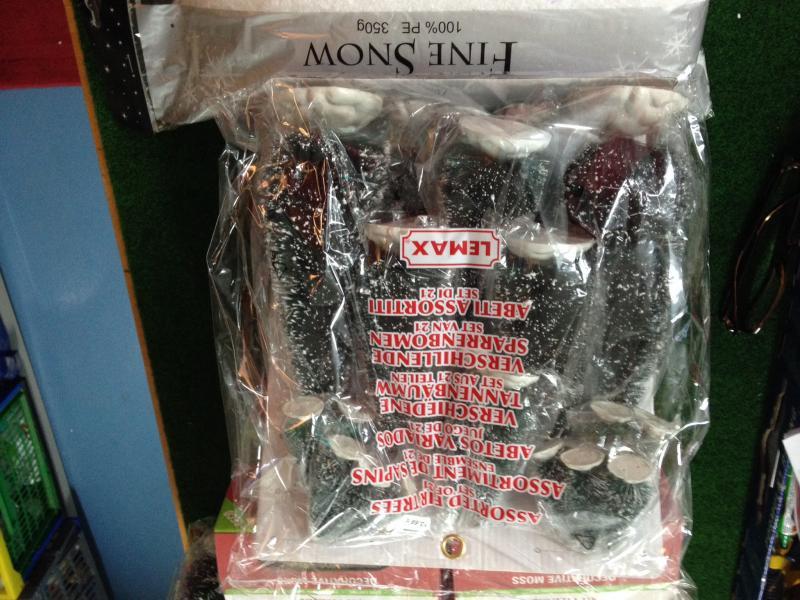 ASSORTED FIR TREES
SET OF 21
ASSORTIMENT DE SAPINS
ENSEMBLE DE 21
ABETOS VARIADOS
JUEGO DE 21
VERSCHIEDENE
TANNENBÄUMW
SET AUS 21 TEILEN
VERSCHILLENDE
SPARRENBOMEN
SET VAN 21
ABETI ASSORTITI
SET DI 21
LEMAX
FINE SNOW
100% PE 350g
DECORATIVE MOSS